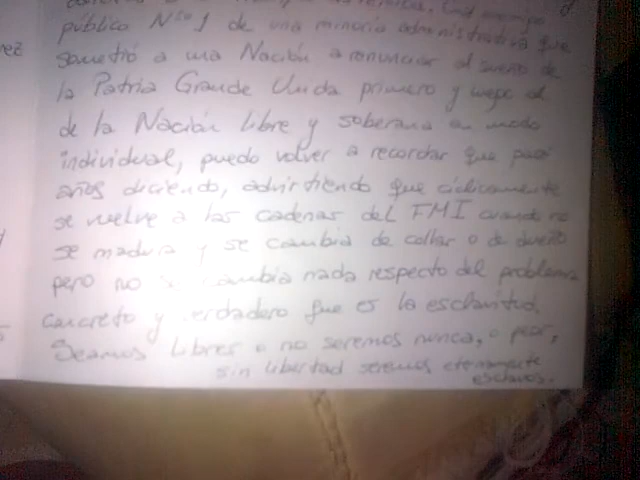 público Nro 1 de una minoria administrativa que
sometió a una Nación a renunciar al sueño de
la Patria Grande Unida primero y luego al
de la Nación libre y soberana a modo
individual, puedo volver a recordar que pasé
años diciendo, advirtiendo que cíclicamente
se vuelve a las cadenas del FMI cuando no
se madura y se cambia de collar o de dueño
pero no cambia nada respecto del problema
concreto y verdadero que es la esclavitud.
Seamos Libres o no seremos nunca, o peor,
sin libertad seremos eternamente
esclavos.